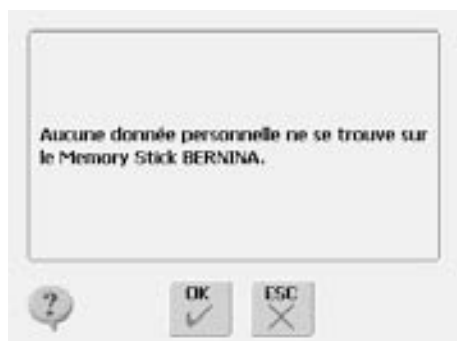 Aucune donnée personnelle ne se trouve sur
le Memory Stick BERNINA.
?
OK
ESC